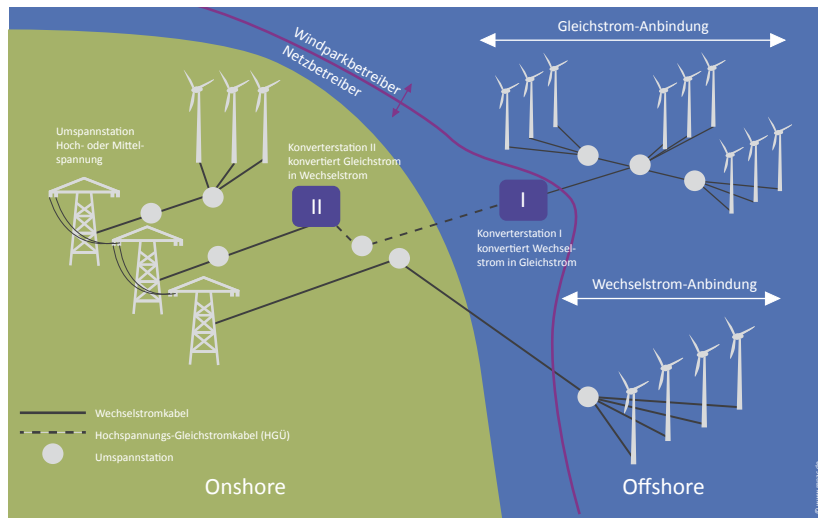 Gleichstrom-Anbindung
Windparkbetreiber
Netzbetreiber
Umspannstation
Hoch- oder Mittel-
spannung
Konverterstation II
konvertiert Gleichstrom
in Wechselstrom
II
I
Konverterstation I
konvertiert Wechsel-
strom in Gleichstrom
Wechselstrom-Anbindung
Wechselstromkabel
Hochspannungs-Gleichstromkabel (HGÜ)
Umspannstation
Onshore
Offshore